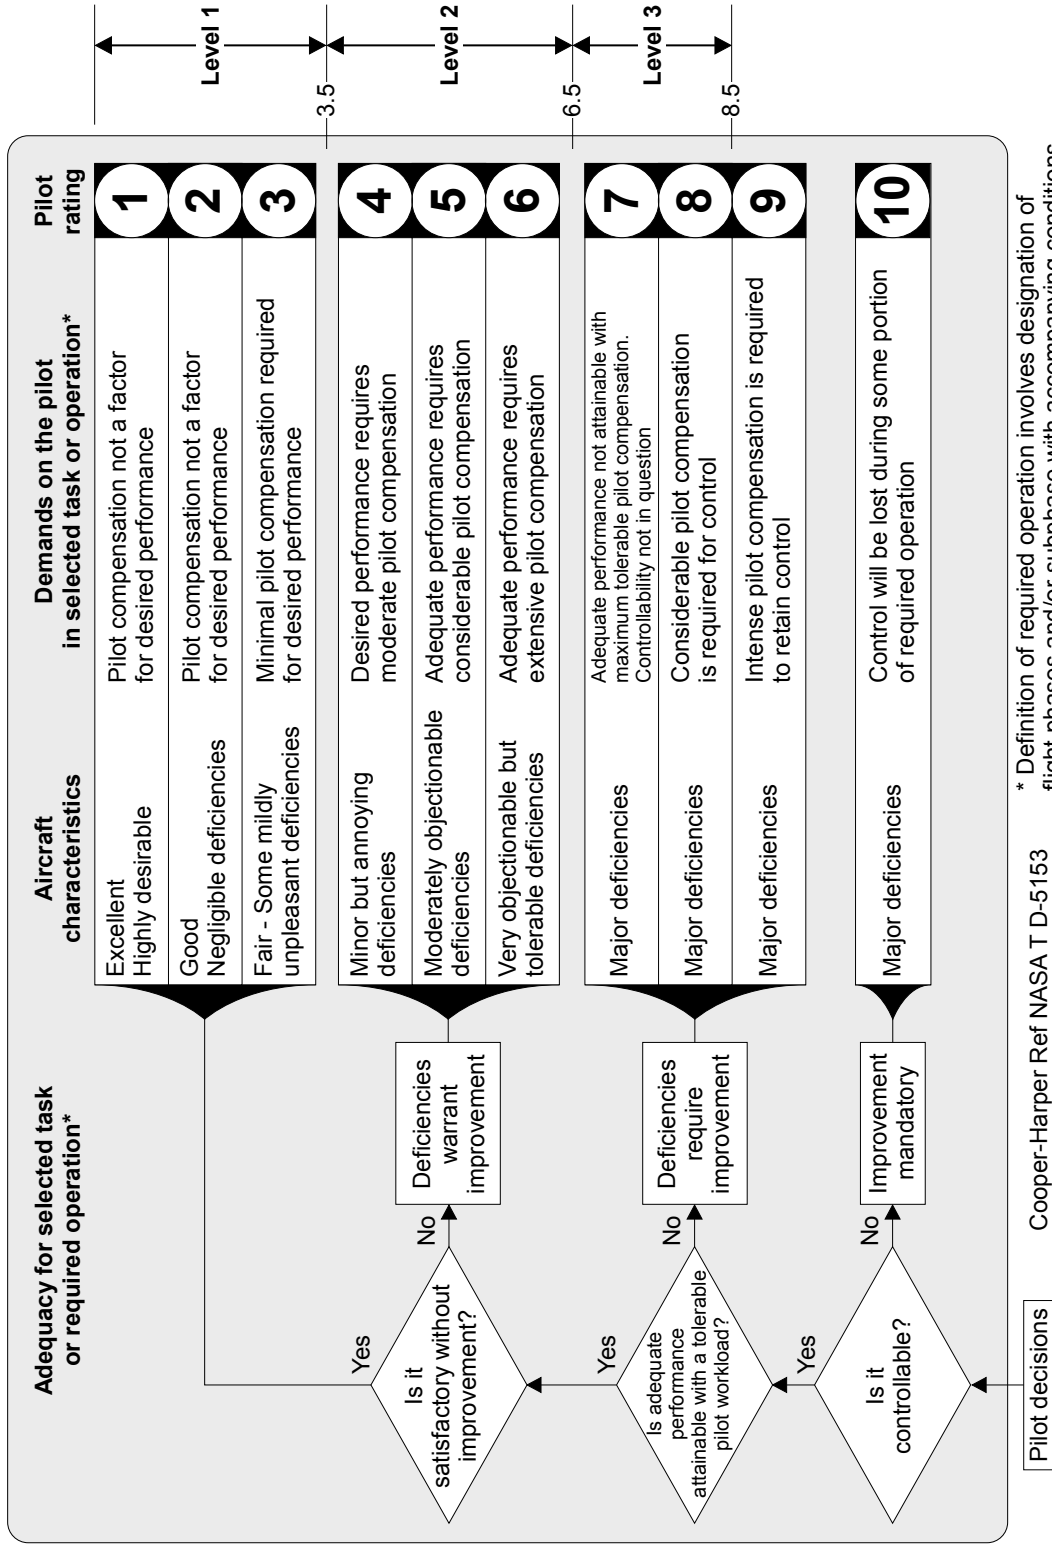 Adequacy for selected task
or required operation*
Aircraft
characteristics
Demands on the pilot
in selected task or operation*
Pilot
rating
Excellent
Highly desirable
Pilot compensation not a factor
for desired performance
1
Good
Negligible deficiencies
Pilot compensation not a factor
for desired performance
2
Fair - Some mildly
unpleasant deficiencies
Minimal pilot compensation required
for desired performance
3
Level 1
3.5
Yes
Is it
satisfactory without
improvement?
No
Deficiencies
warrant
improvement
Minor but annoying
deficiencies
Desired performance requires
moderate pilot compensation
4
Moderately objectionable
deficiencies
Adequate performance requires
considerable pilot compensation
5
Very objectionable but
tolerable deficiencies
Adequate performance requires
extensive pilot compensation
6
Level 2
6.5
Yes
Is adequate
performance
attainable with a tolerable
pilot workload?
No
Deficiencies
require
improvement
Major deficiencies
Adequate performance not attainable with
maximum tolerable pilot compensation.
Controllability not in question
7
Major deficiencies
Considerable pilot compensation
is required for control
8
Major deficiencies
Intense pilot compensation is required
to retain control
9
Level 3
8.5
Yes
Is it
controllable?
No
Improvement
mandatory
Major deficiencies
Control will be lost during some portion
of required operation
10
Pilot decisions
Cooper-Harper Ref NASA T D-5153
* Definition of required operation involves designation of
flight phases and/or subphase with accompanying conditions